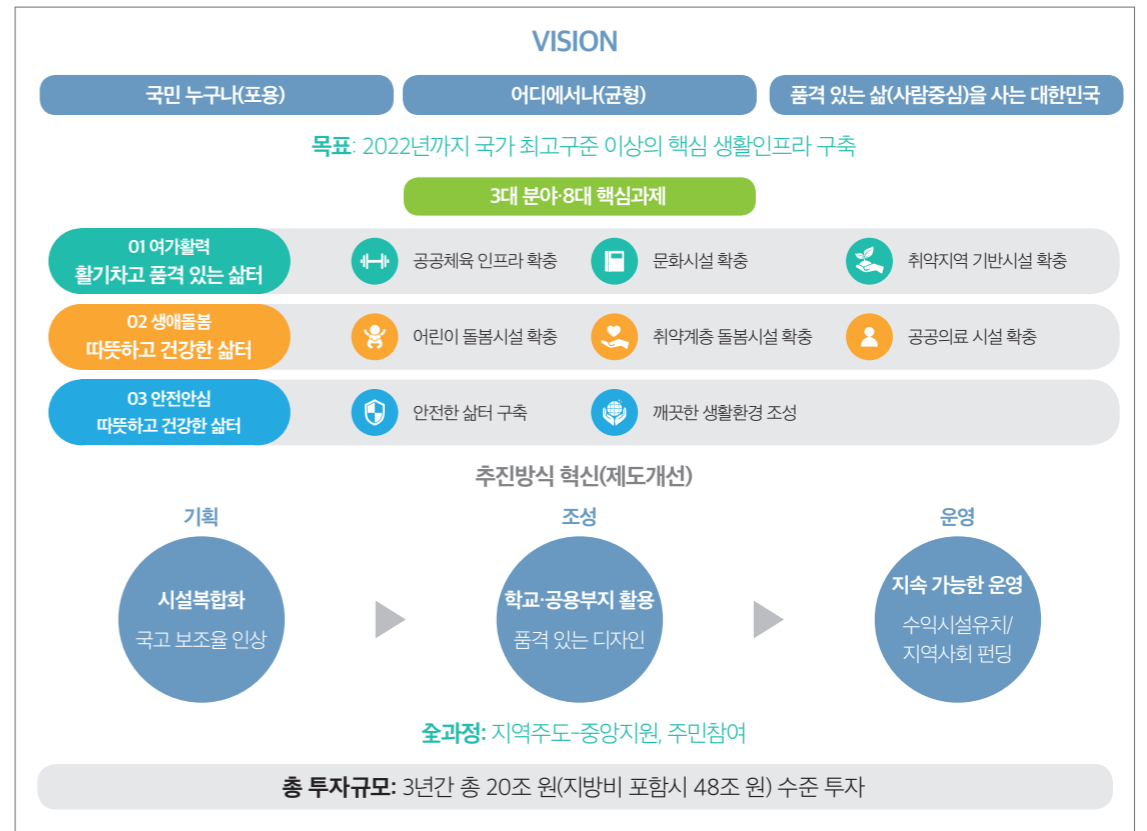 VISION
국민 누구나(포용)
어디에서나(균형)
품격 있는 삶(사람중심)을 사는 대한민국
목표: 2022년까지 국가 최고구준 이상의 핵심 생활인프라 구축
3대 분야·8대 핵심과제
01 여가활력
활기차고 품격 있는 삶터
공공체육 인프라 확충
문화시설 확충
취약지역 기반시설 확충
02 생애돌봄
따뜻하고 건강한 삶터
어린이 돌봄시설 확충
취약계층 돌봄시설 확충
공공의료 시설 확충
03 안전안심
따뜻하고 건강한 삶터
안전한 삶터 구축
깨끗한 생활환경 조성
추진방식 혁신(제도개선)
기획
시설복합화
국고 보조율 인상
조성
학교·공용부지 활용
품격 있는 디자인
운영
지속 가능한 운영
수익시설유치/
지역사회 펀딩
全과정: 지역주도-중앙지원, 주민참여
총 투자규모: 3년간 총 20조 원(지방비 포함시 48조 원) 수준 투자